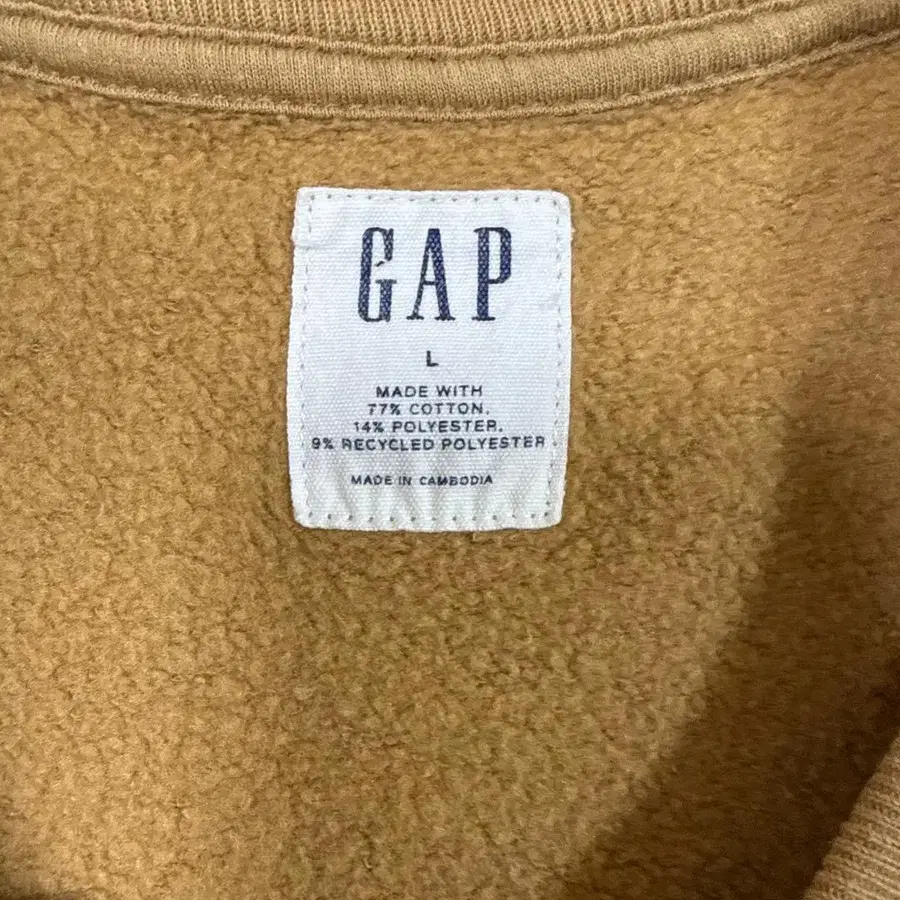 GAP
L
MADE WITH
77% COTTON,
14% POLYESTER,
9% RECYCLED POLYESTER
MADE IN CAMBODIA